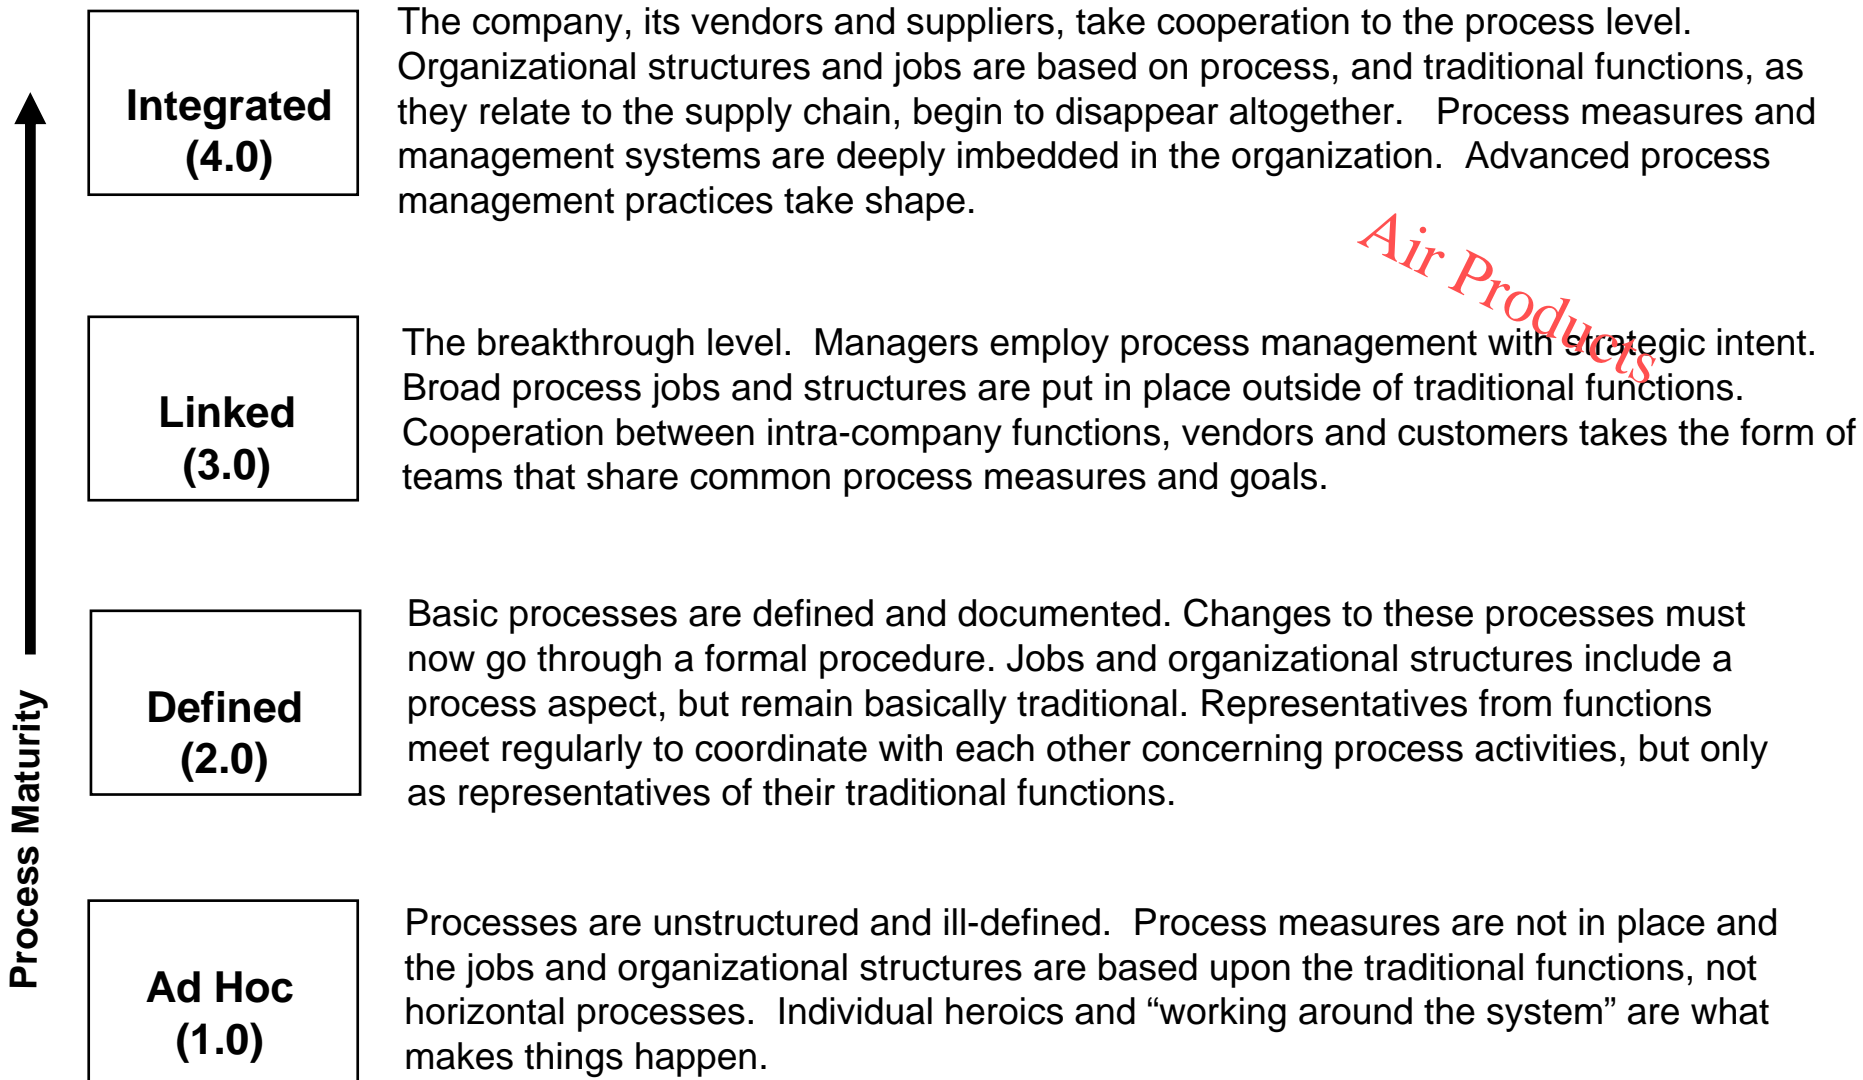 The company, its vendors and suppliers, take cooperation to the process level.
Organizational structures and jobs are based on process, and traditional functions, as
they relate to the supply chain, begin to disappear altogether.   Process measures and
management systems are deeply imbedded in the organization.  Advanced process
management practices take shape.
Integrated
(4.0)
Air Products
The breakthrough level.  Managers employ process management with strategic intent.
Broad process jobs and structures are put in place outside of traditional functions.
Cooperation between intra-company functions, vendors and customers takes the form of
teams that share common process measures and goals.
Linked
(3.0)
Basic processes are defined and documented. Changes to these processes must
now go through a formal procedure. Jobs and organizational structures include a
process aspect, but remain basically traditional. Representatives from functions
meet regularly to coordinate with each other concerning process activities, but only
as representatives of their traditional functions.
Defined
(2.0)
Process Maturity
Processes are unstructured and ill-defined.  Process measures are not in place and
the jobs and organizational structures are based upon the traditional functions, not
horizontal processes.  Individual heroics and “working around the system” are what
makes things happen.
Ad Hoc
(1.0)